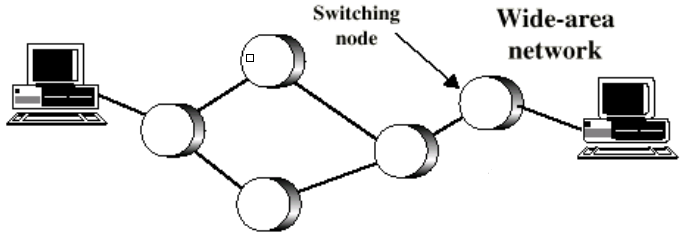 Switching
node
Wide-area
network